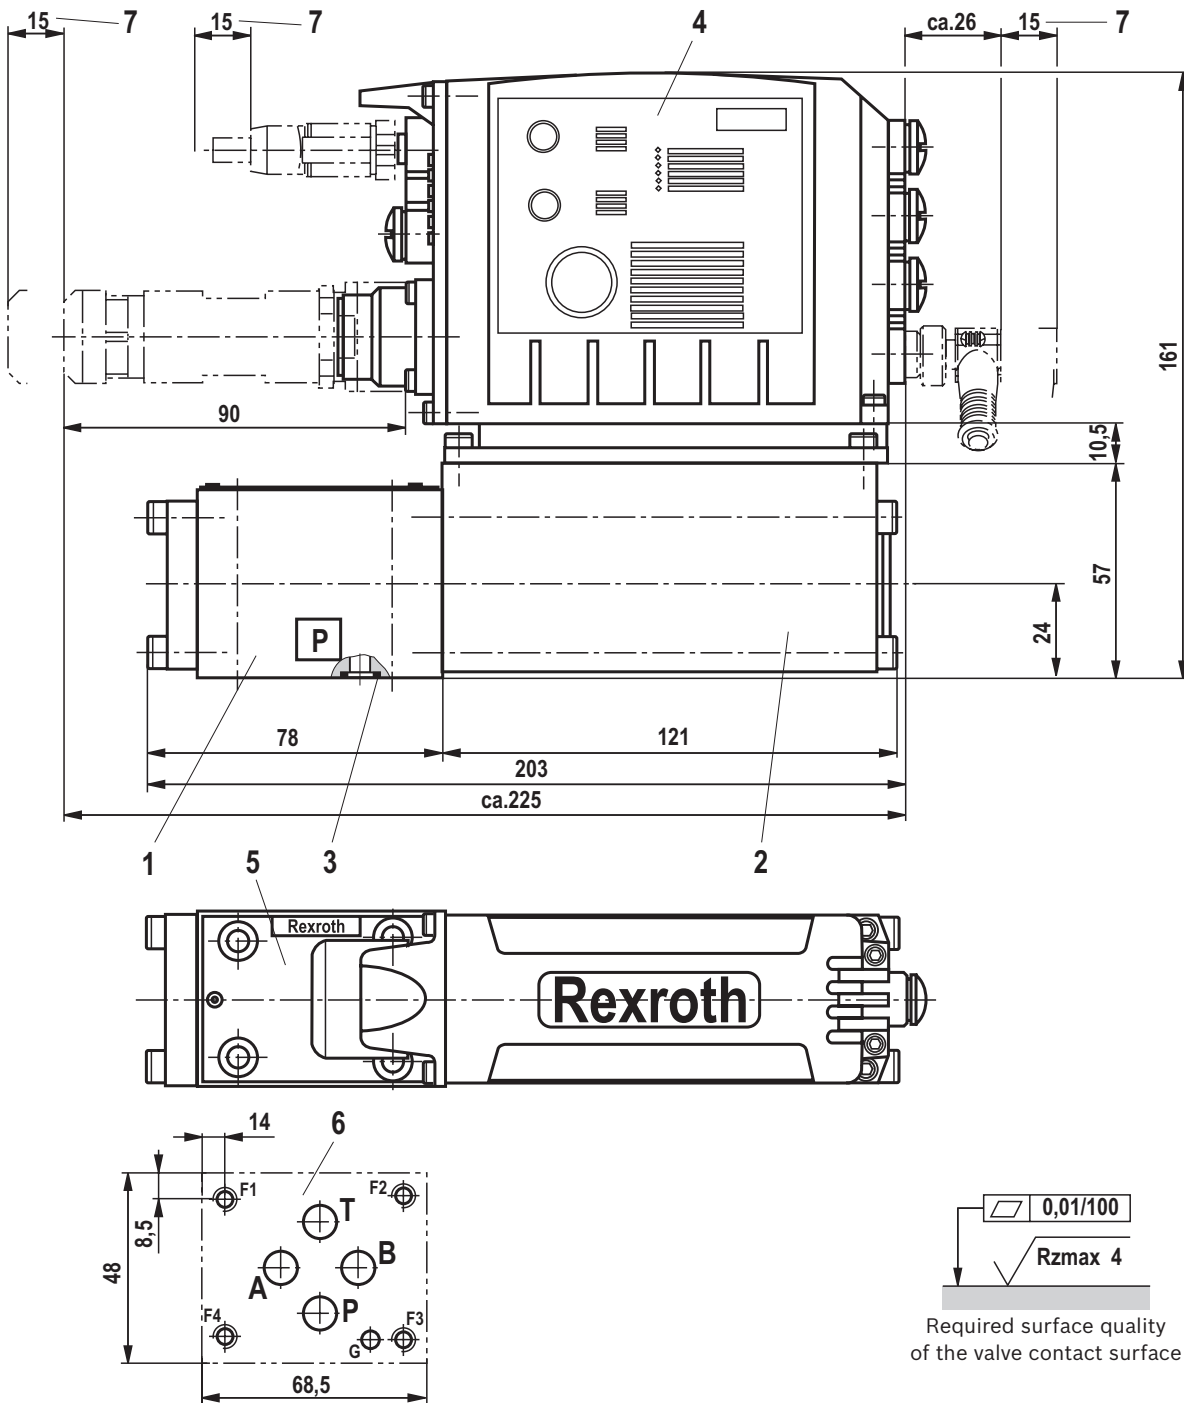 15 7 15 7 4 ca.26 15 7
161
90
10,5
57
24
P
78 121
203
ca.225
1 5 3 2
Rexroth
Rexroth
14 6
F1 F2
T
8,5
48
A B
P
F4 F3
G
68,5
0,01/100
Rzmax 4
Required surface quality
of the valve contact surface